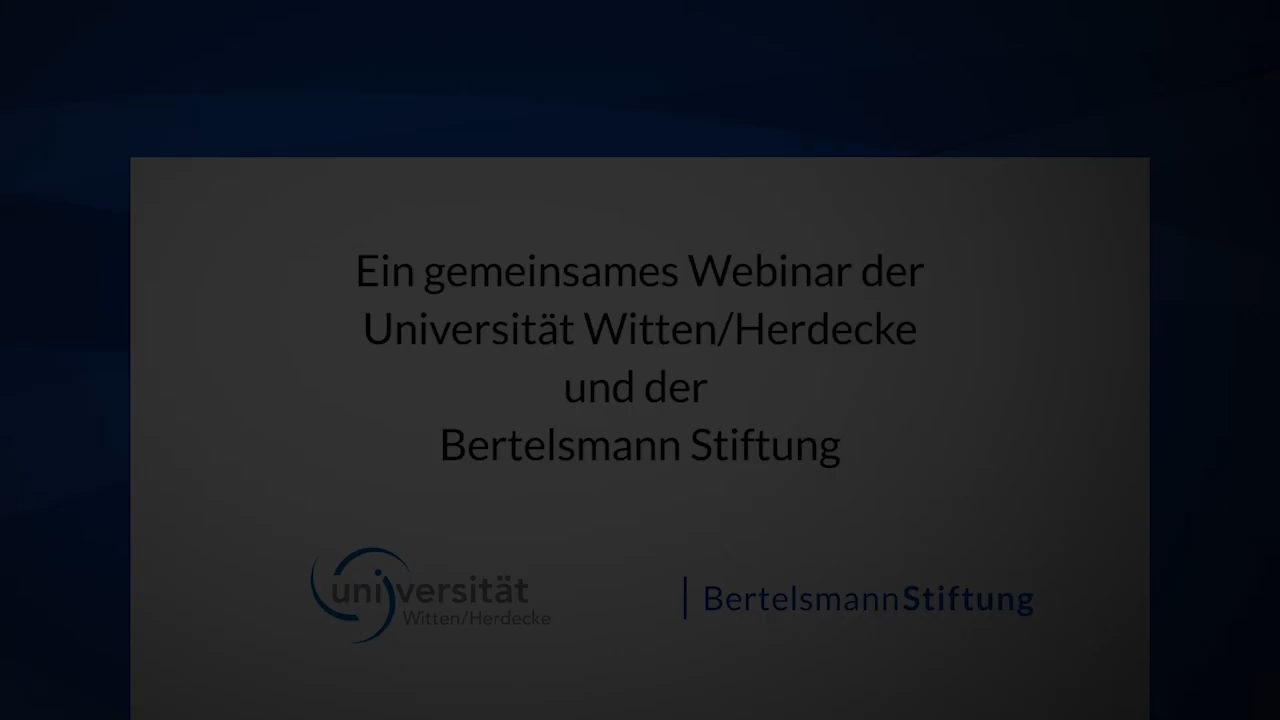 Ein gemeinsames Webinar der
Universität Witten/Herdecke
und der
Bertelsmann Stiftung
universität
Witten/Herdecke
BertelsmannStiftung